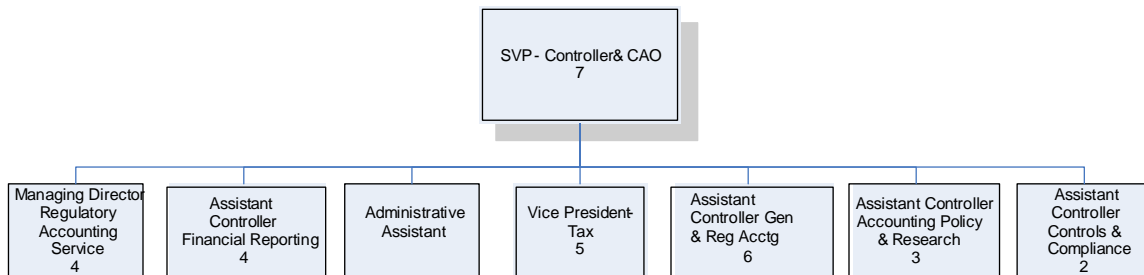 SVP - Controller& CAO
7
Managing Director
Regulatory
Accounting
Service
4
Assistant
Controller
Financial Reporting
4
Administrative
Assistant
Vice President-
Tax
5
Assistant
Controller Gen
& Reg Acctg
6
Assistant Controller
Accounting Policy
& Research
3
Assistant
Controller
Controls &
Compliance
2